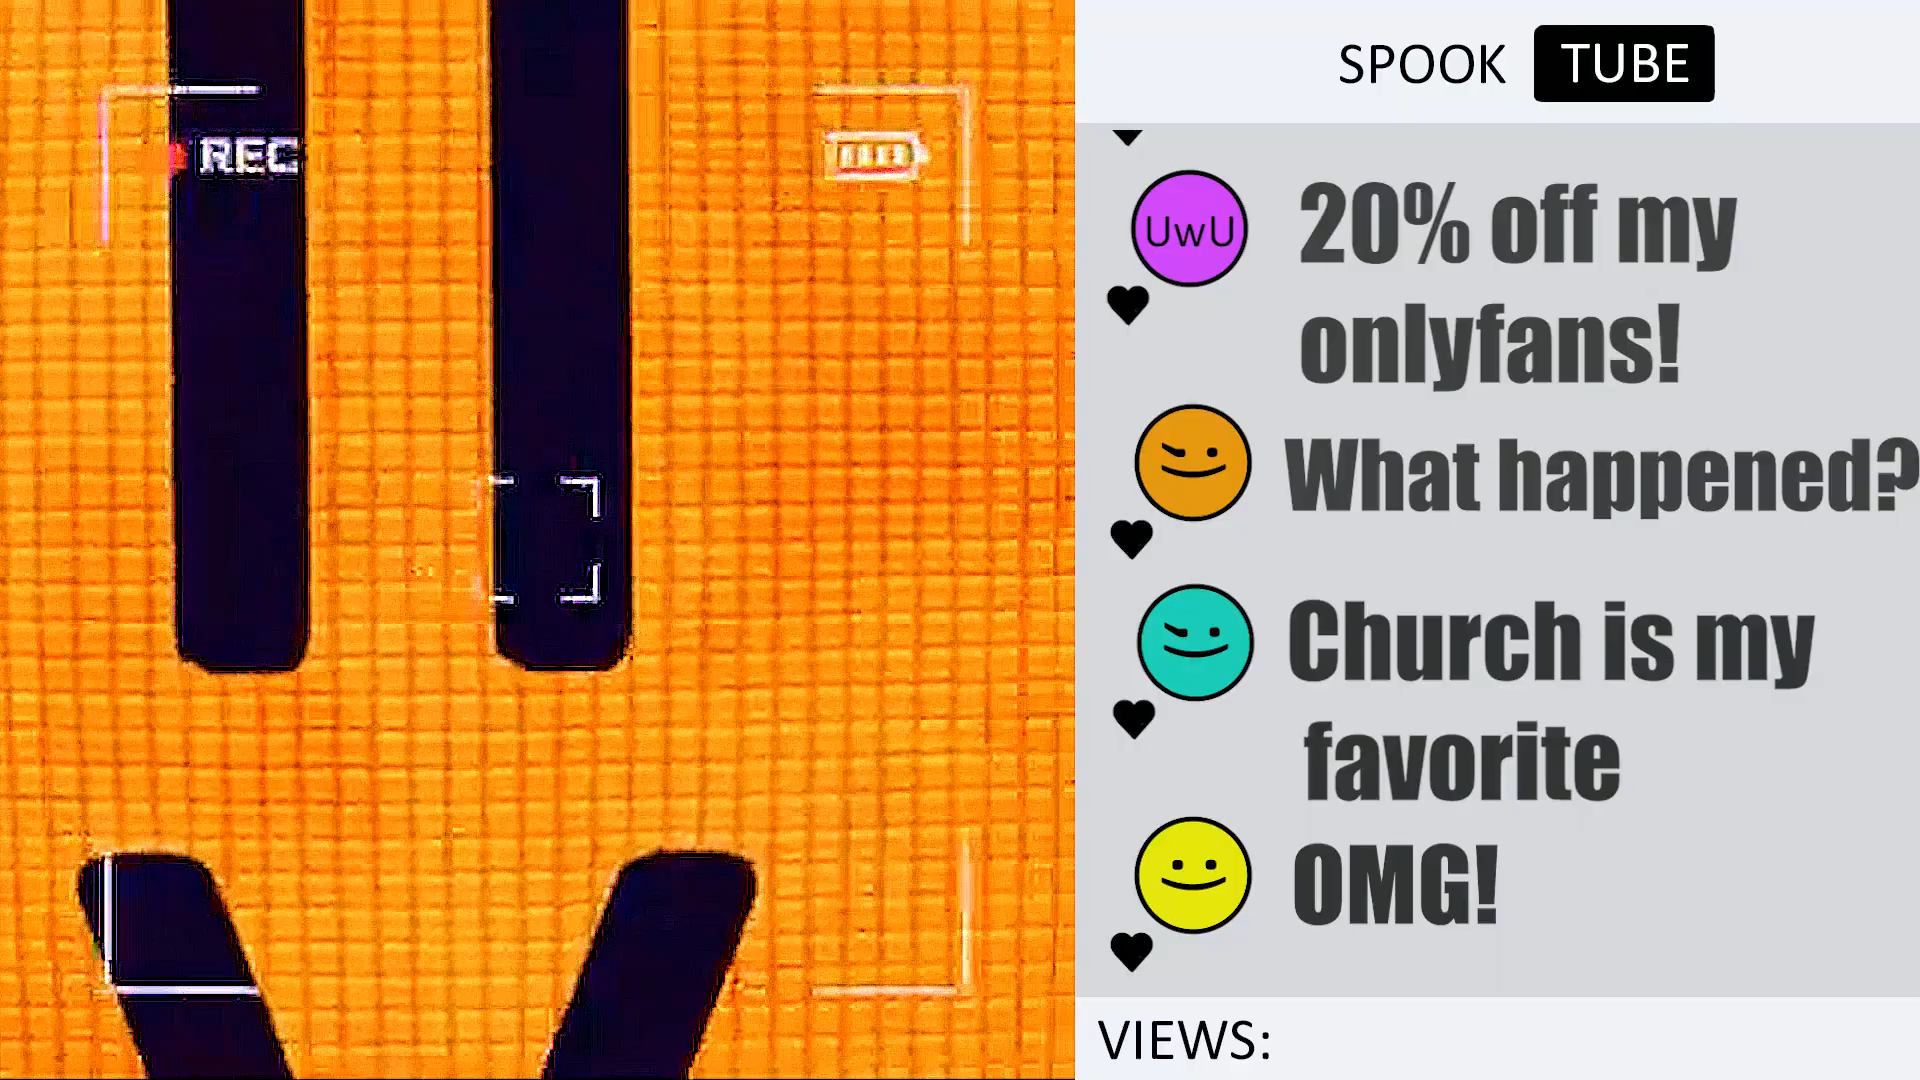 REC
SPOOK TUBE
UwU
20% off my
onlyfans!
What happened?
Church is my
favorite
OMG!
VIEWS: